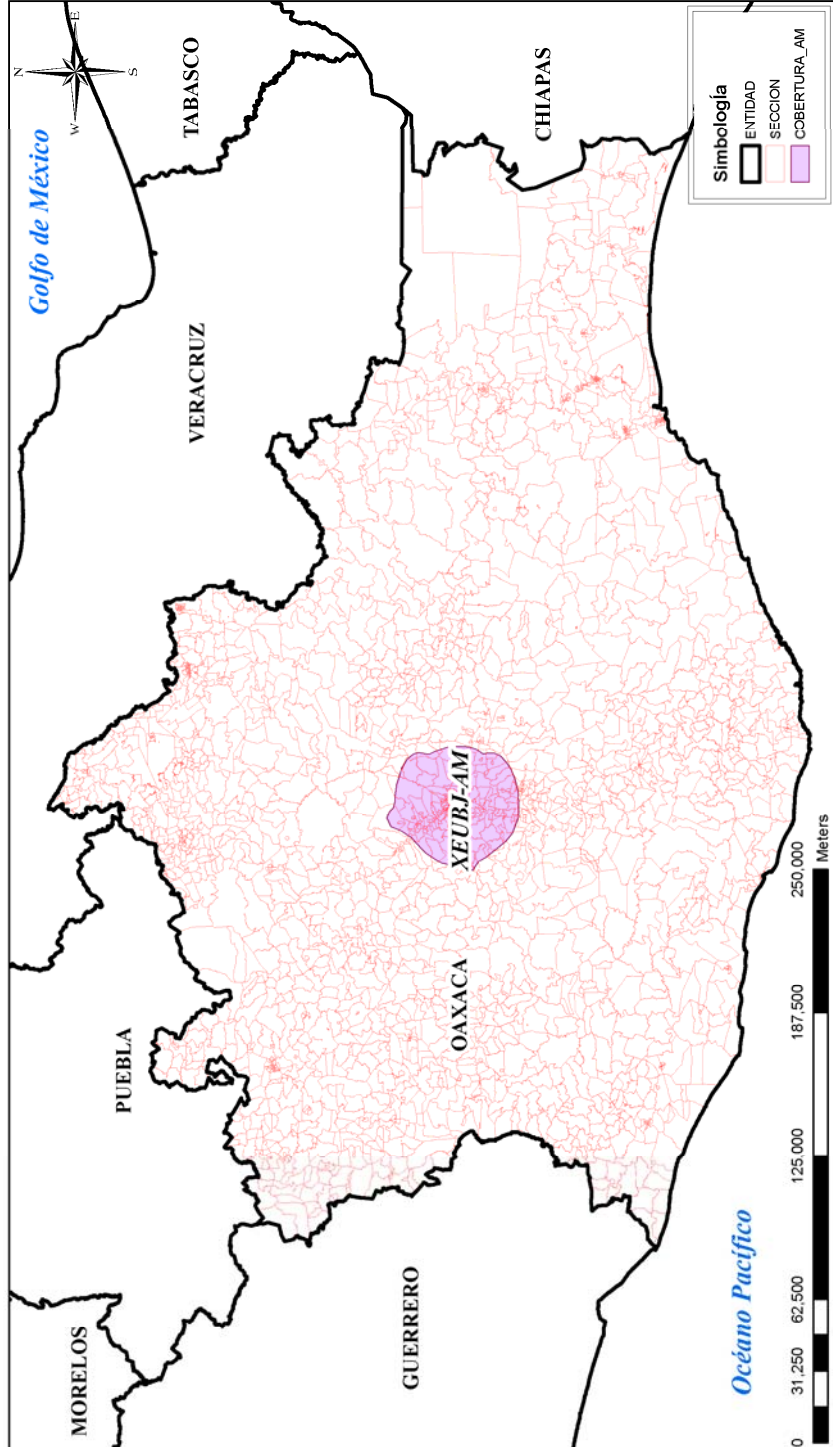 N
W
E
S
Golfo de México
TABASCO
CHIAPAS
VERACRUZ
PUEBLA
MORELOS
GUERRERO
OAXACA
XEUBJ-AM
Océano Pacífico
Simbología
ENTIDAD
SECCION
COBERTURA_AM
0 31,250 62,500 125,000 187,500 250,000
Meters